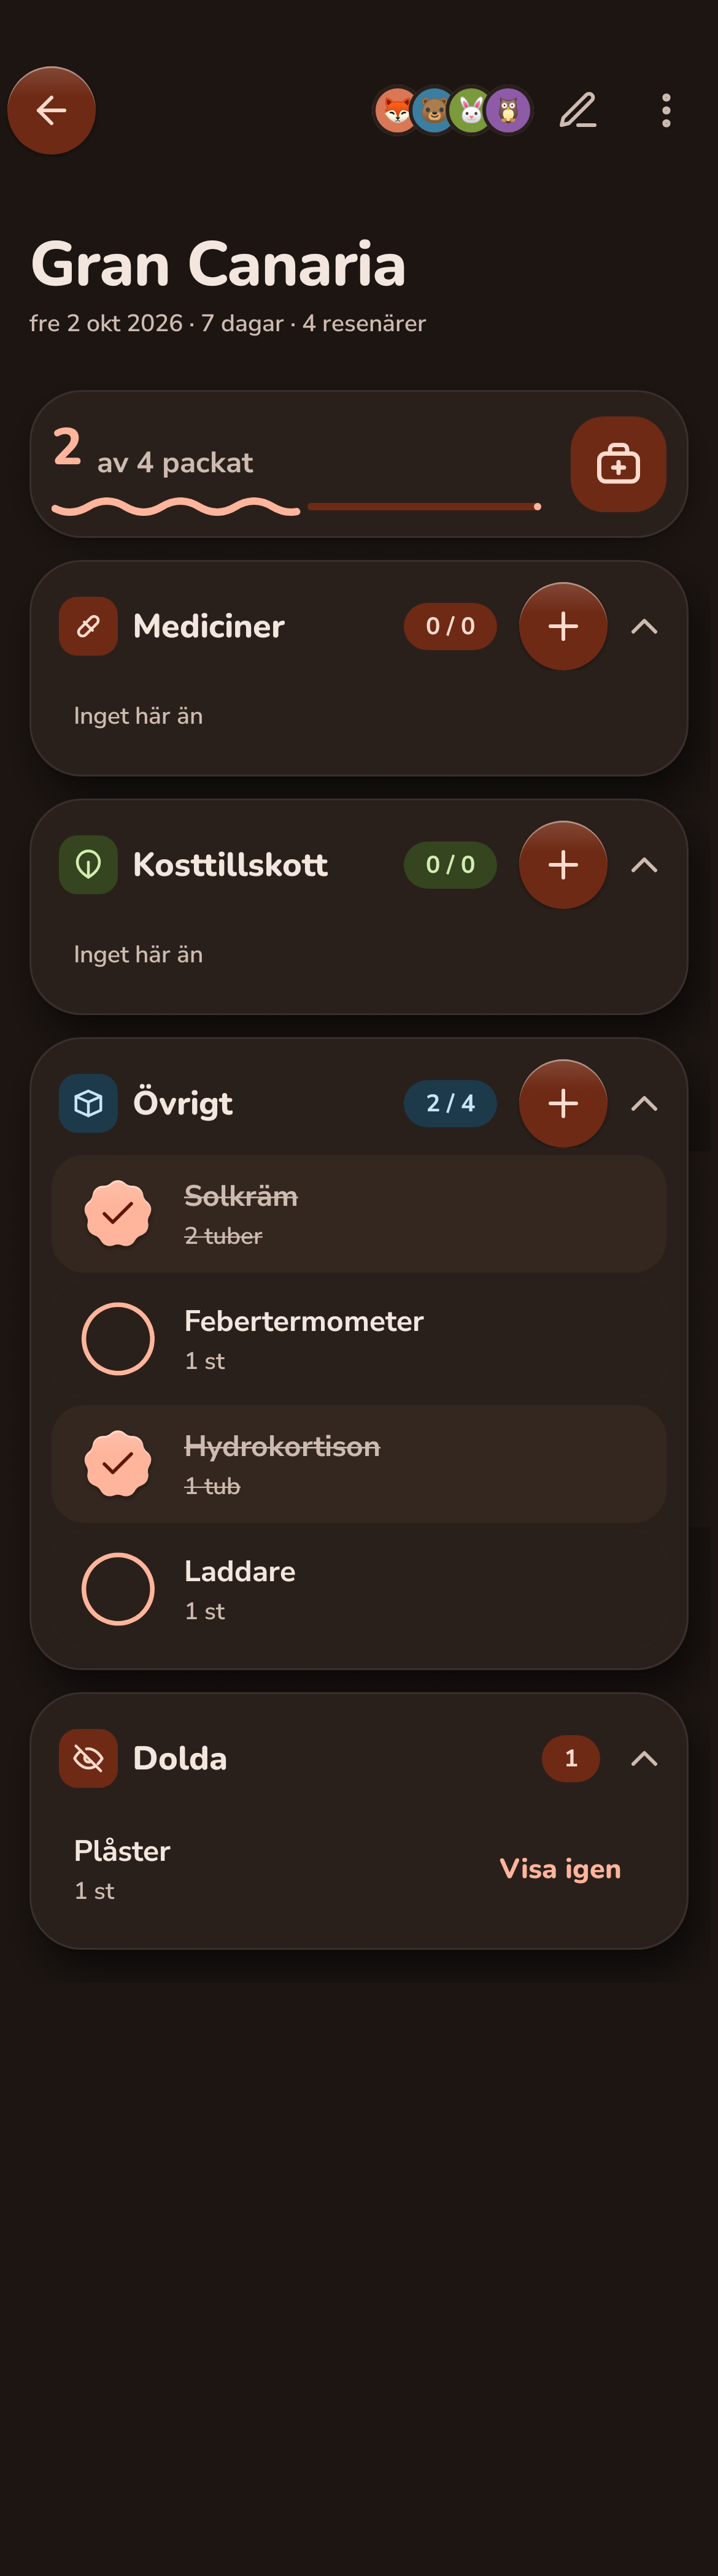 Gran Canaria
fre 2 okt 2026 · 7 dagar · 4 resenärer
2 av 4 packat
Mediciner 0 / 0
Inget här än
Kosttillskott 0 / 0
Inget här än
Övrigt 2 / 4
Solkräm
2 tuber
Febertermometer
1 st
Hydrokortison
1 tub
Laddare
1 st
Dolda 1
Plåster
1 st
Visa igen